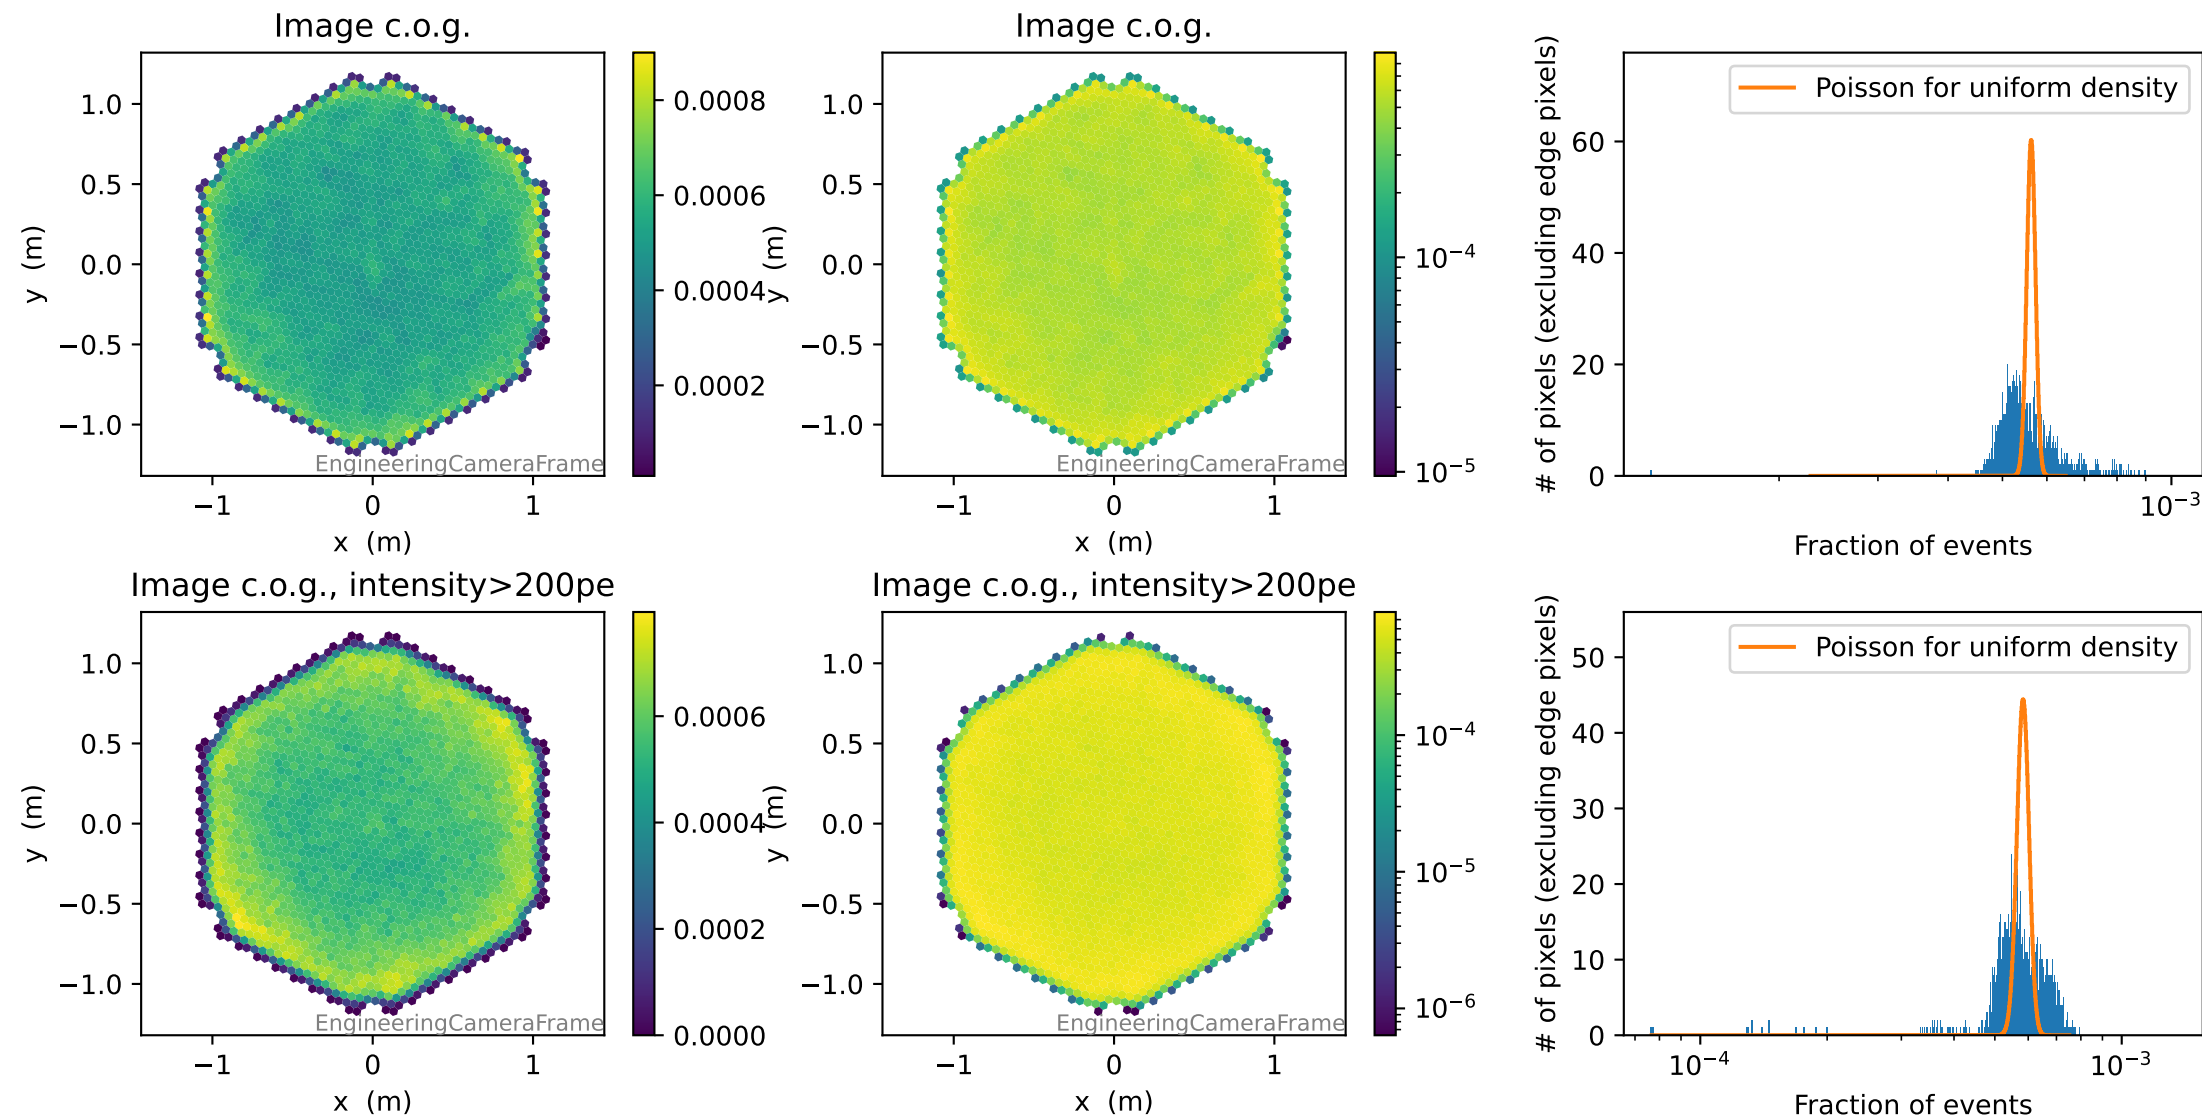 Image c.o.g.
1.0
0.5
0.0
−0.5
−1.0
y (m)
−1
0
1
x (m)
EngineeringCameraFrame
0.0008
0.0006
0.0004
0.0002
Image c.o.g.
1.0
0.5
0.0
−0.5
−1.0
y (m)
−1
0
1
x (m)
EngineeringCameraFrame
10⁻⁴
10⁻⁵
# of pixels (excluding edge pixels)
60
40
20
0
Poisson for uniform density
10⁻³
Fraction of events
Image c.o.g., intensity>200pe
1.0
0.5
0.0
−0.5
−1.0
y (m)
−1
0
1
x (m)
EngineeringCameraFrame
0.0006
0.0004
0.0002
0.0000
Image c.o.g., intensity>200pe
1.0
0.5
0.0
−0.5
−1.0
y (m)
−1
0
1
x (m)
EngineeringCameraFrame
10⁻⁴
10⁻⁵
10⁻⁶
# of pixels (excluding edge pixels)
50
40
30
20
10
0
Poisson for uniform density
10⁻⁴
10⁻³
Fraction of events